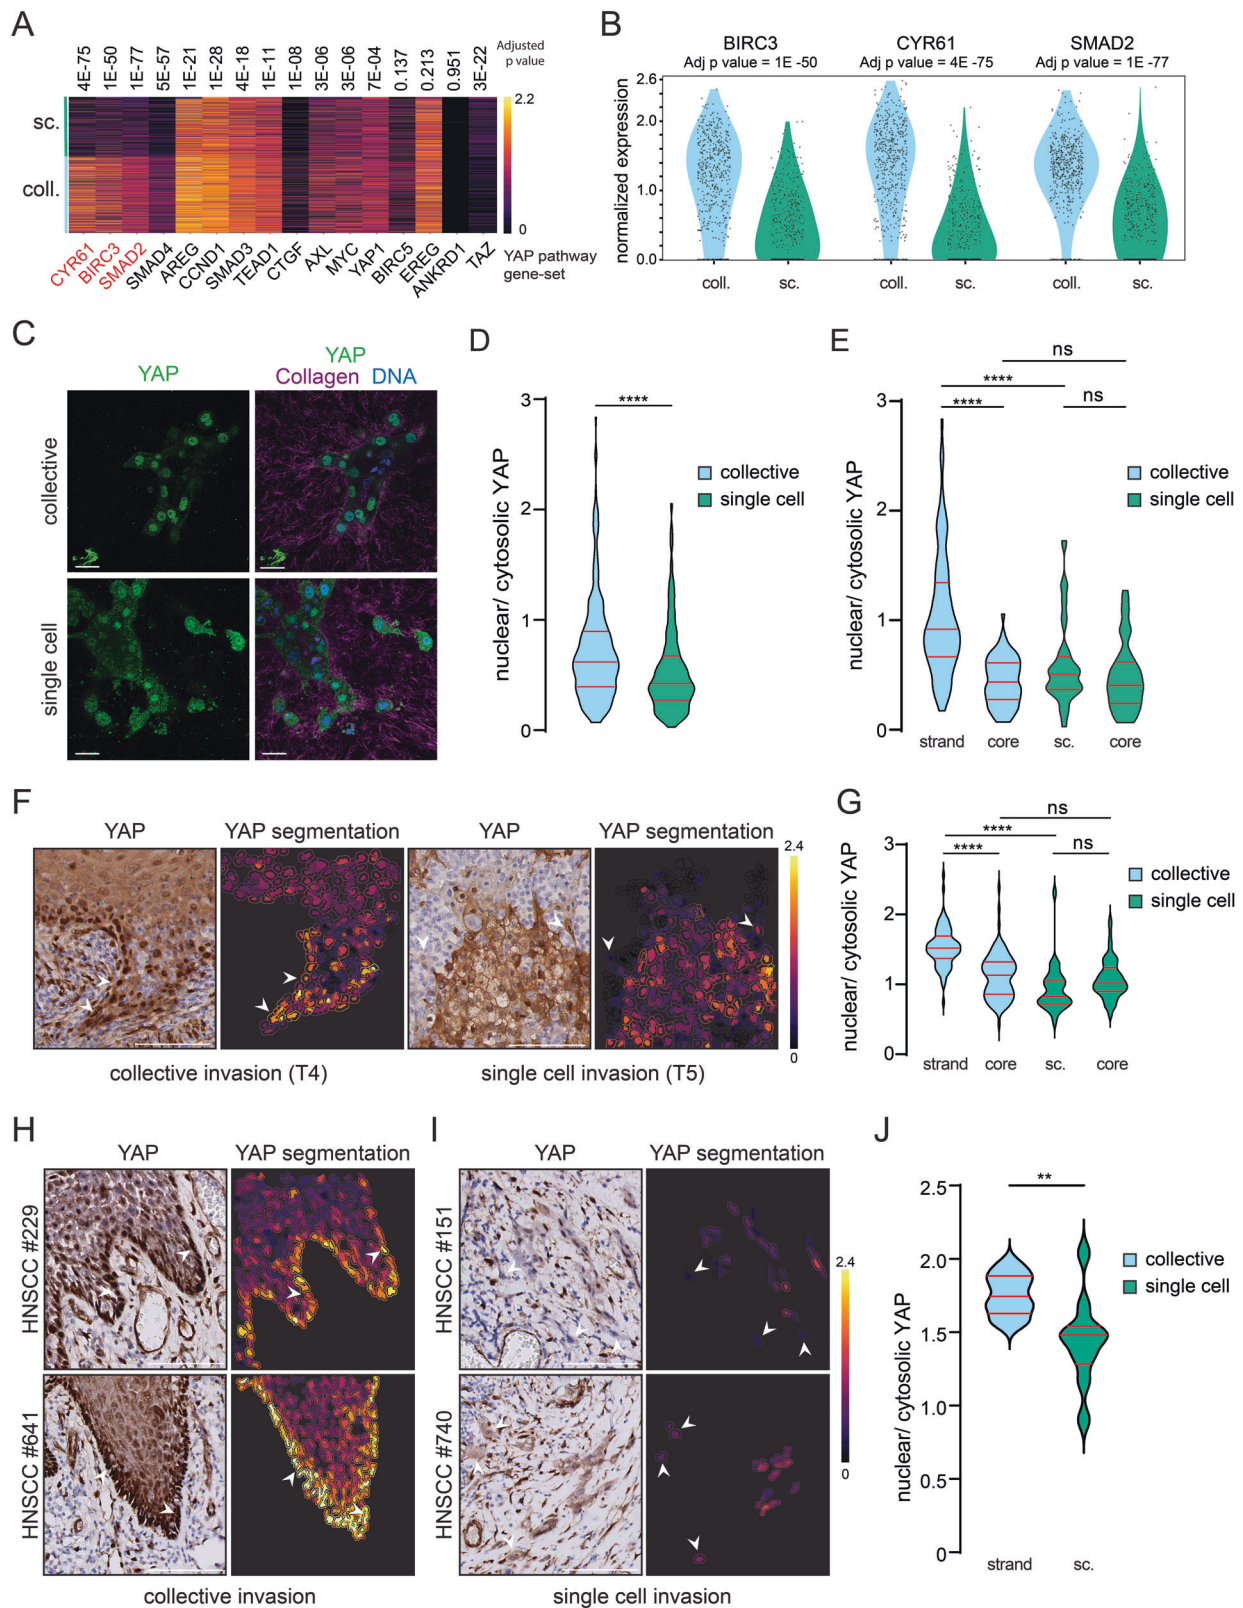 A
4E-75 1E-50 1E-77 5E-57 1E-21 1E-28 4E-18 1E-11 1E-08 3E-06 3E-06 7E-04 0.137 0.213 0.951 3E-22
Adjusted
p value
sc.
coll.
2.2
0
CYR61 BIRC3 SMAD2 SMAD4 AREG CCND1 SMAD3 TEAD1 CTGF AXL MYC YAP1 BIRC5 EREG ANKRD1 TAZ
YAP pathway
gene-set
B
BIRC3 CYR61 SMAD2
Adj p value = 1E -50 Adj p value = 4E -75 Adj p value = 1E -77
normalized expression
2.6
2.0
1.0
0.0
coll. sc. coll. sc. coll. sc.
C
YAP
YAP
Collagen DNA
collective
single cell
D
nuclear/ cytosolic YAP
3
2
1
0
****
collective
single cell
E
nuclear/ cytosolic YAP
3
2
1
0
ns
****
****
ns
collective
single cell
strand core sc. core
F
YAP YAP segmentation YAP YAP segmentation
2.4
0
collective invasion (T4) single cell invasion (T5)
G
nuclear/ cytosolic YAP
3
2
1
0
ns
****
****
ns
collective
single cell
strand core sc. core
H
YAP YAP segmentation
HNSCC #229
HNSCC #641
collective invasion
I
YAP YAP segmentation
HNSCC #151
HNSCC #740
2.4
0
single cell invasion
J
nuclear/ cytosolic YAP
2.5
2.0
1.5
1.0
0.5
0
**
collective
single cell
strand sc.